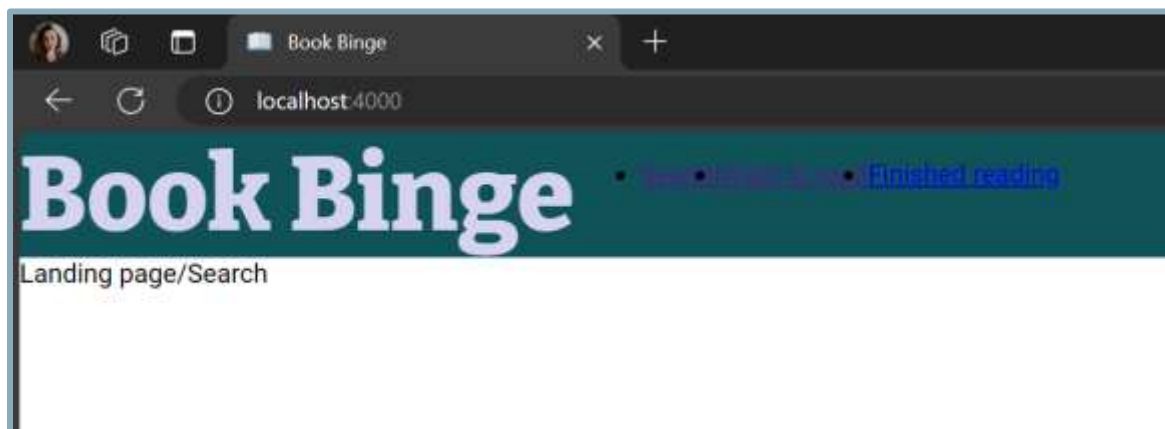 Book Binge
localhost:4000
Book Binge
Finished reading
Landing page/Search